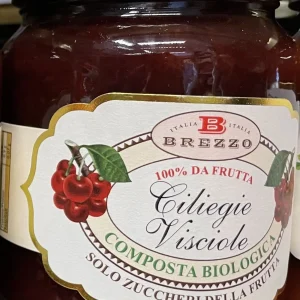 ITALIA B ITALIA
BREZZO
100% DA FRUTTA
Ciliegie
Visciole
COMPOSTA BIOLOGICA
SOLO ZUCCHERI DELLA FRUTTA